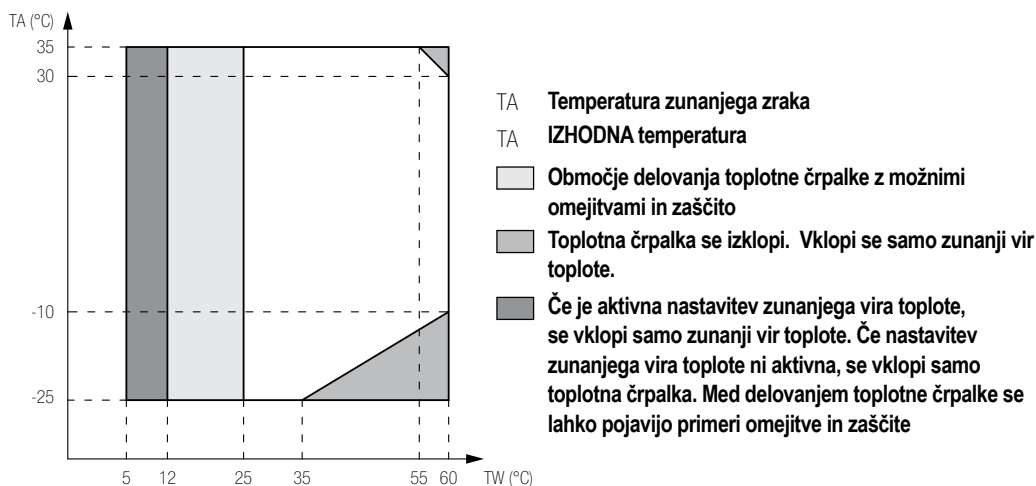 TA (°C)
35
30
-10
-25
5 12 25 35 55 60 TW (°C)
TA Temperatura zunanjega zraka
TA IZHODNA temperatura
Območje delovanja toplotne črpalke z možnimi
omejitvami in zaščito
Toplotna črpalka se izklopi. Vklopi se samo zunanji vir
toplote.
Če je aktivna nastavitev zunanjega vira toplote,
se vklopi samo zunanji vir toplote. Če nastavitev
zunanjega vira toplote ni aktivna, se vklopi samo
toplotna črpalka. Med delovanjem toplotne črpalke se
lahko pojavijo primeri omejitve in zaščite